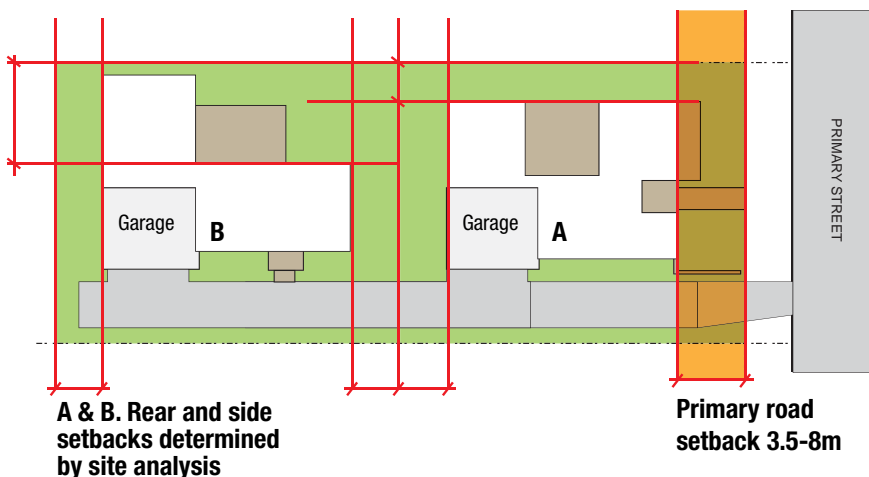 PRIMARY STREET
Garage
B
Garage
A
A & B. Rear and side
setbacks determined
by site analysis
Primary road
setback 3.5-8m